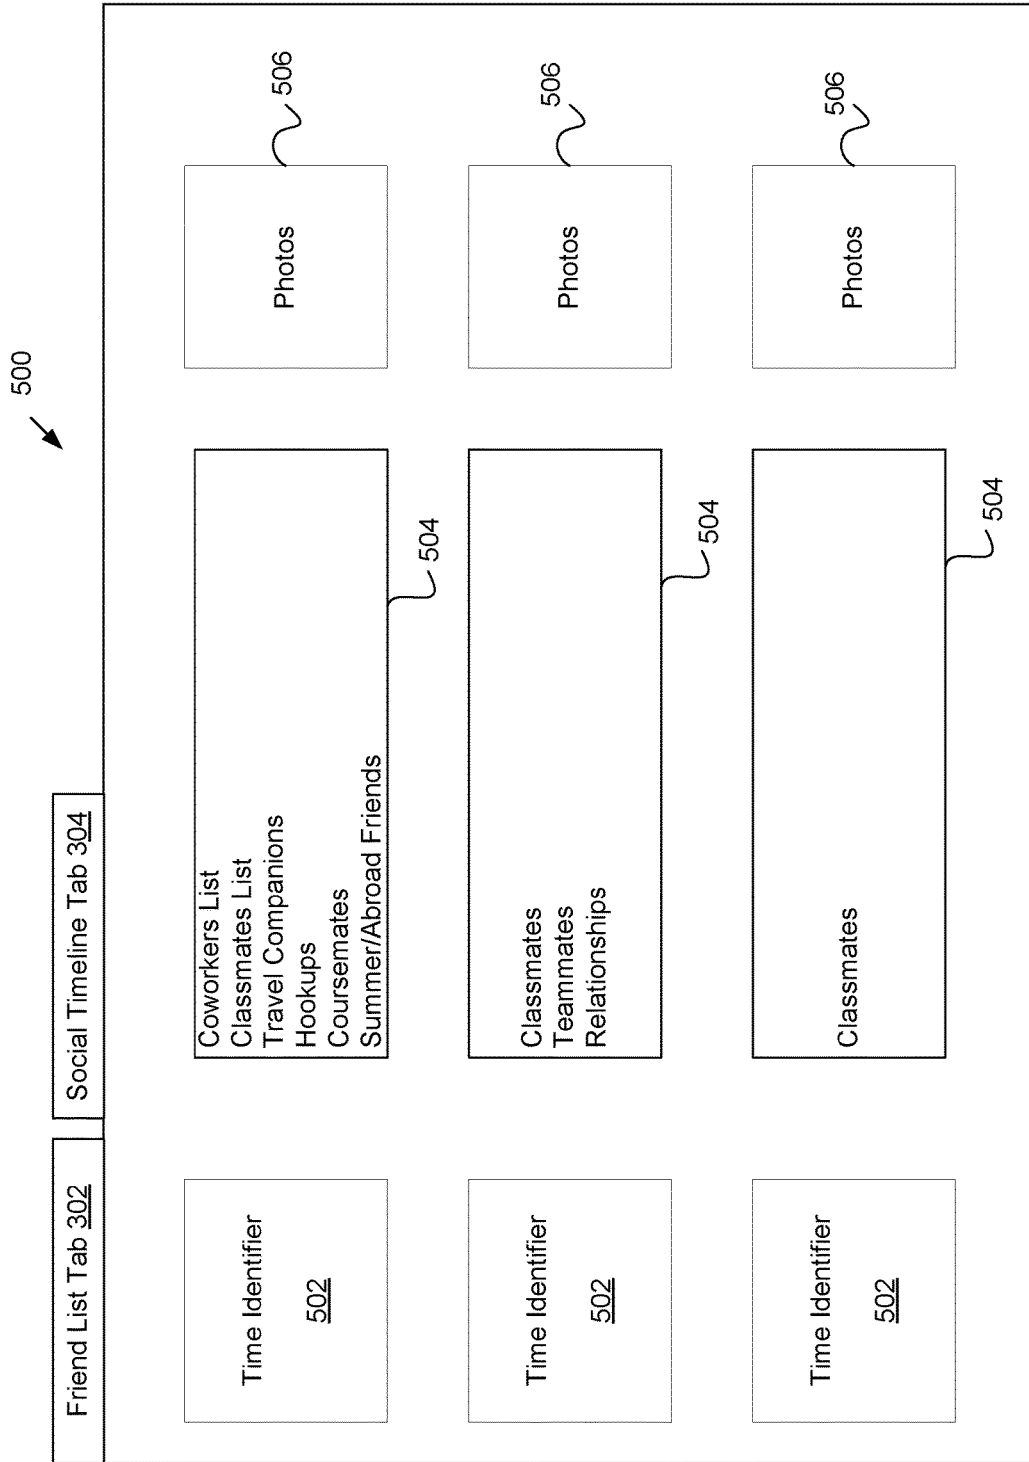 500
Friend List Tab 302
Social Timeline Tab 304
Time Identifier
502
Coworkers List
Classmates List
Travel Companions
Hookups
Coursemates
Summer/Abroad Friends
504
Photos
506
Time Identifier
502
Classmates
Teammates
Relationships
504
Photos
506
Time Identifier
502
Classmates
504
Photos
506